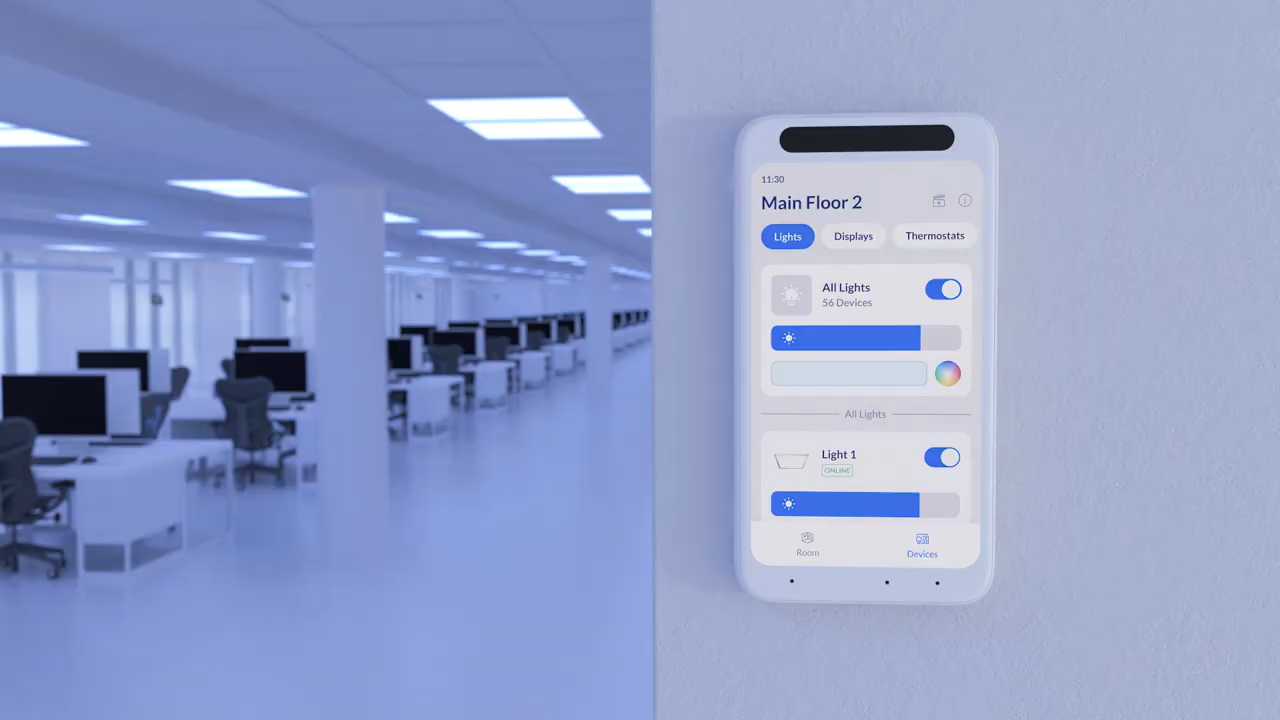 11:30
Main Floor 2
Lights Displays Thermostats
All Lights
56 Devices
All Lights
Light 1
ONLINE
Room Devices